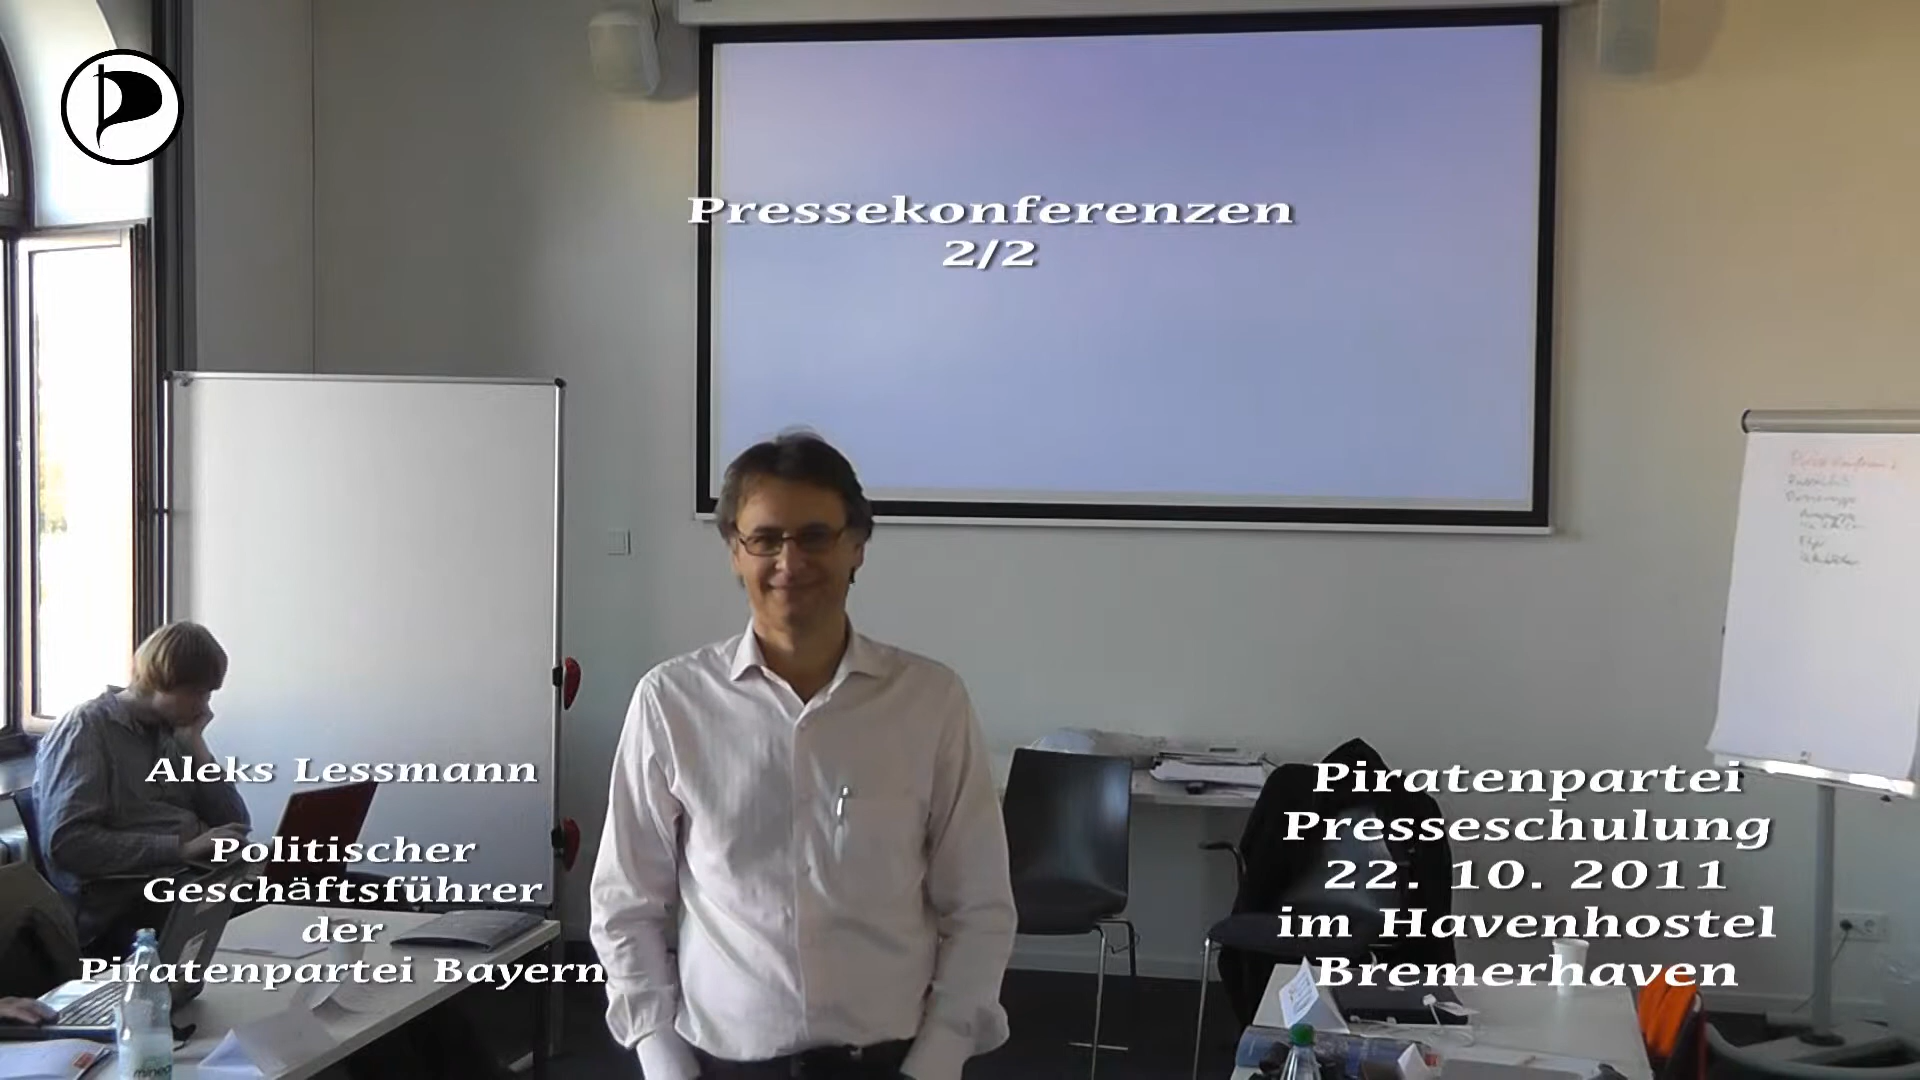 Pressekonferenzen
2/2
Aleks Lessmann
Politischer
Geschäftsführer
der
Piratenpartei Bayern
Piratenpartei
Presseschulung
22. 10. 2011
im Havenhostel
Bremerhaven